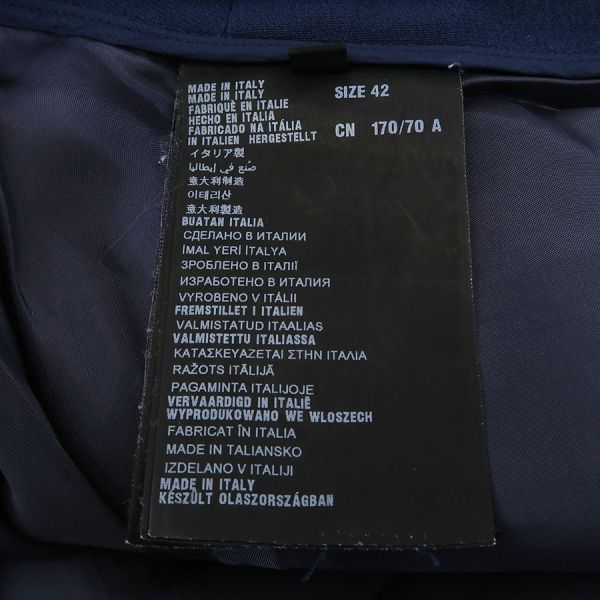 MADE IN ITALY
MADE IN ITALY
FABRIQUÉ EN ITALIE
HECHO EN ITALIA
FABRICADO NA ITÁLIA
IN ITALIEN HERGESTELLT
イタリア製
صنع في إيطاليا
意大利制造
이태리산
意大利製造
BUATAN ITALIA
СДЕЛАНО В ИТАЛИИ
İMAL YERİ İTALYA
ЗРОБЛЕНО В ІТАЛІЇ
ИЗРАБОТЕНО В ИТАЛИЯ
VYROBENO V ITÁLII
FREMSTILLET I ITALIEN
VALMISTATUD ITAALIAS
VALMISTETTU ITALIASSA
ΚΑΤΑΣΚΕΥΑΖΕΤΑΙ ΣΤΗΝ ΙΤΑΛΙΑ
RAŽOTS ITĀLIJĀ
PAGAMINTA ITALIJOJE
VERVAARDIGD IN ITALIË
WYPRODUKOWANO WE WLOSZECH
FABRICAT ÎN ITALIA
MADE IN TALIANSKO
IZDELANO V ITALIJI
MADE IN ITALY
KÉSZÜLT OLASZORSZÁGBAN
SIZE 42
CN 170/70 A